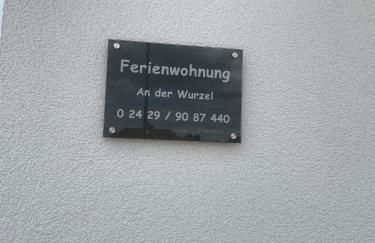 Ferienwohnung
An der Wurzel
0 24 29 / 90 87 440